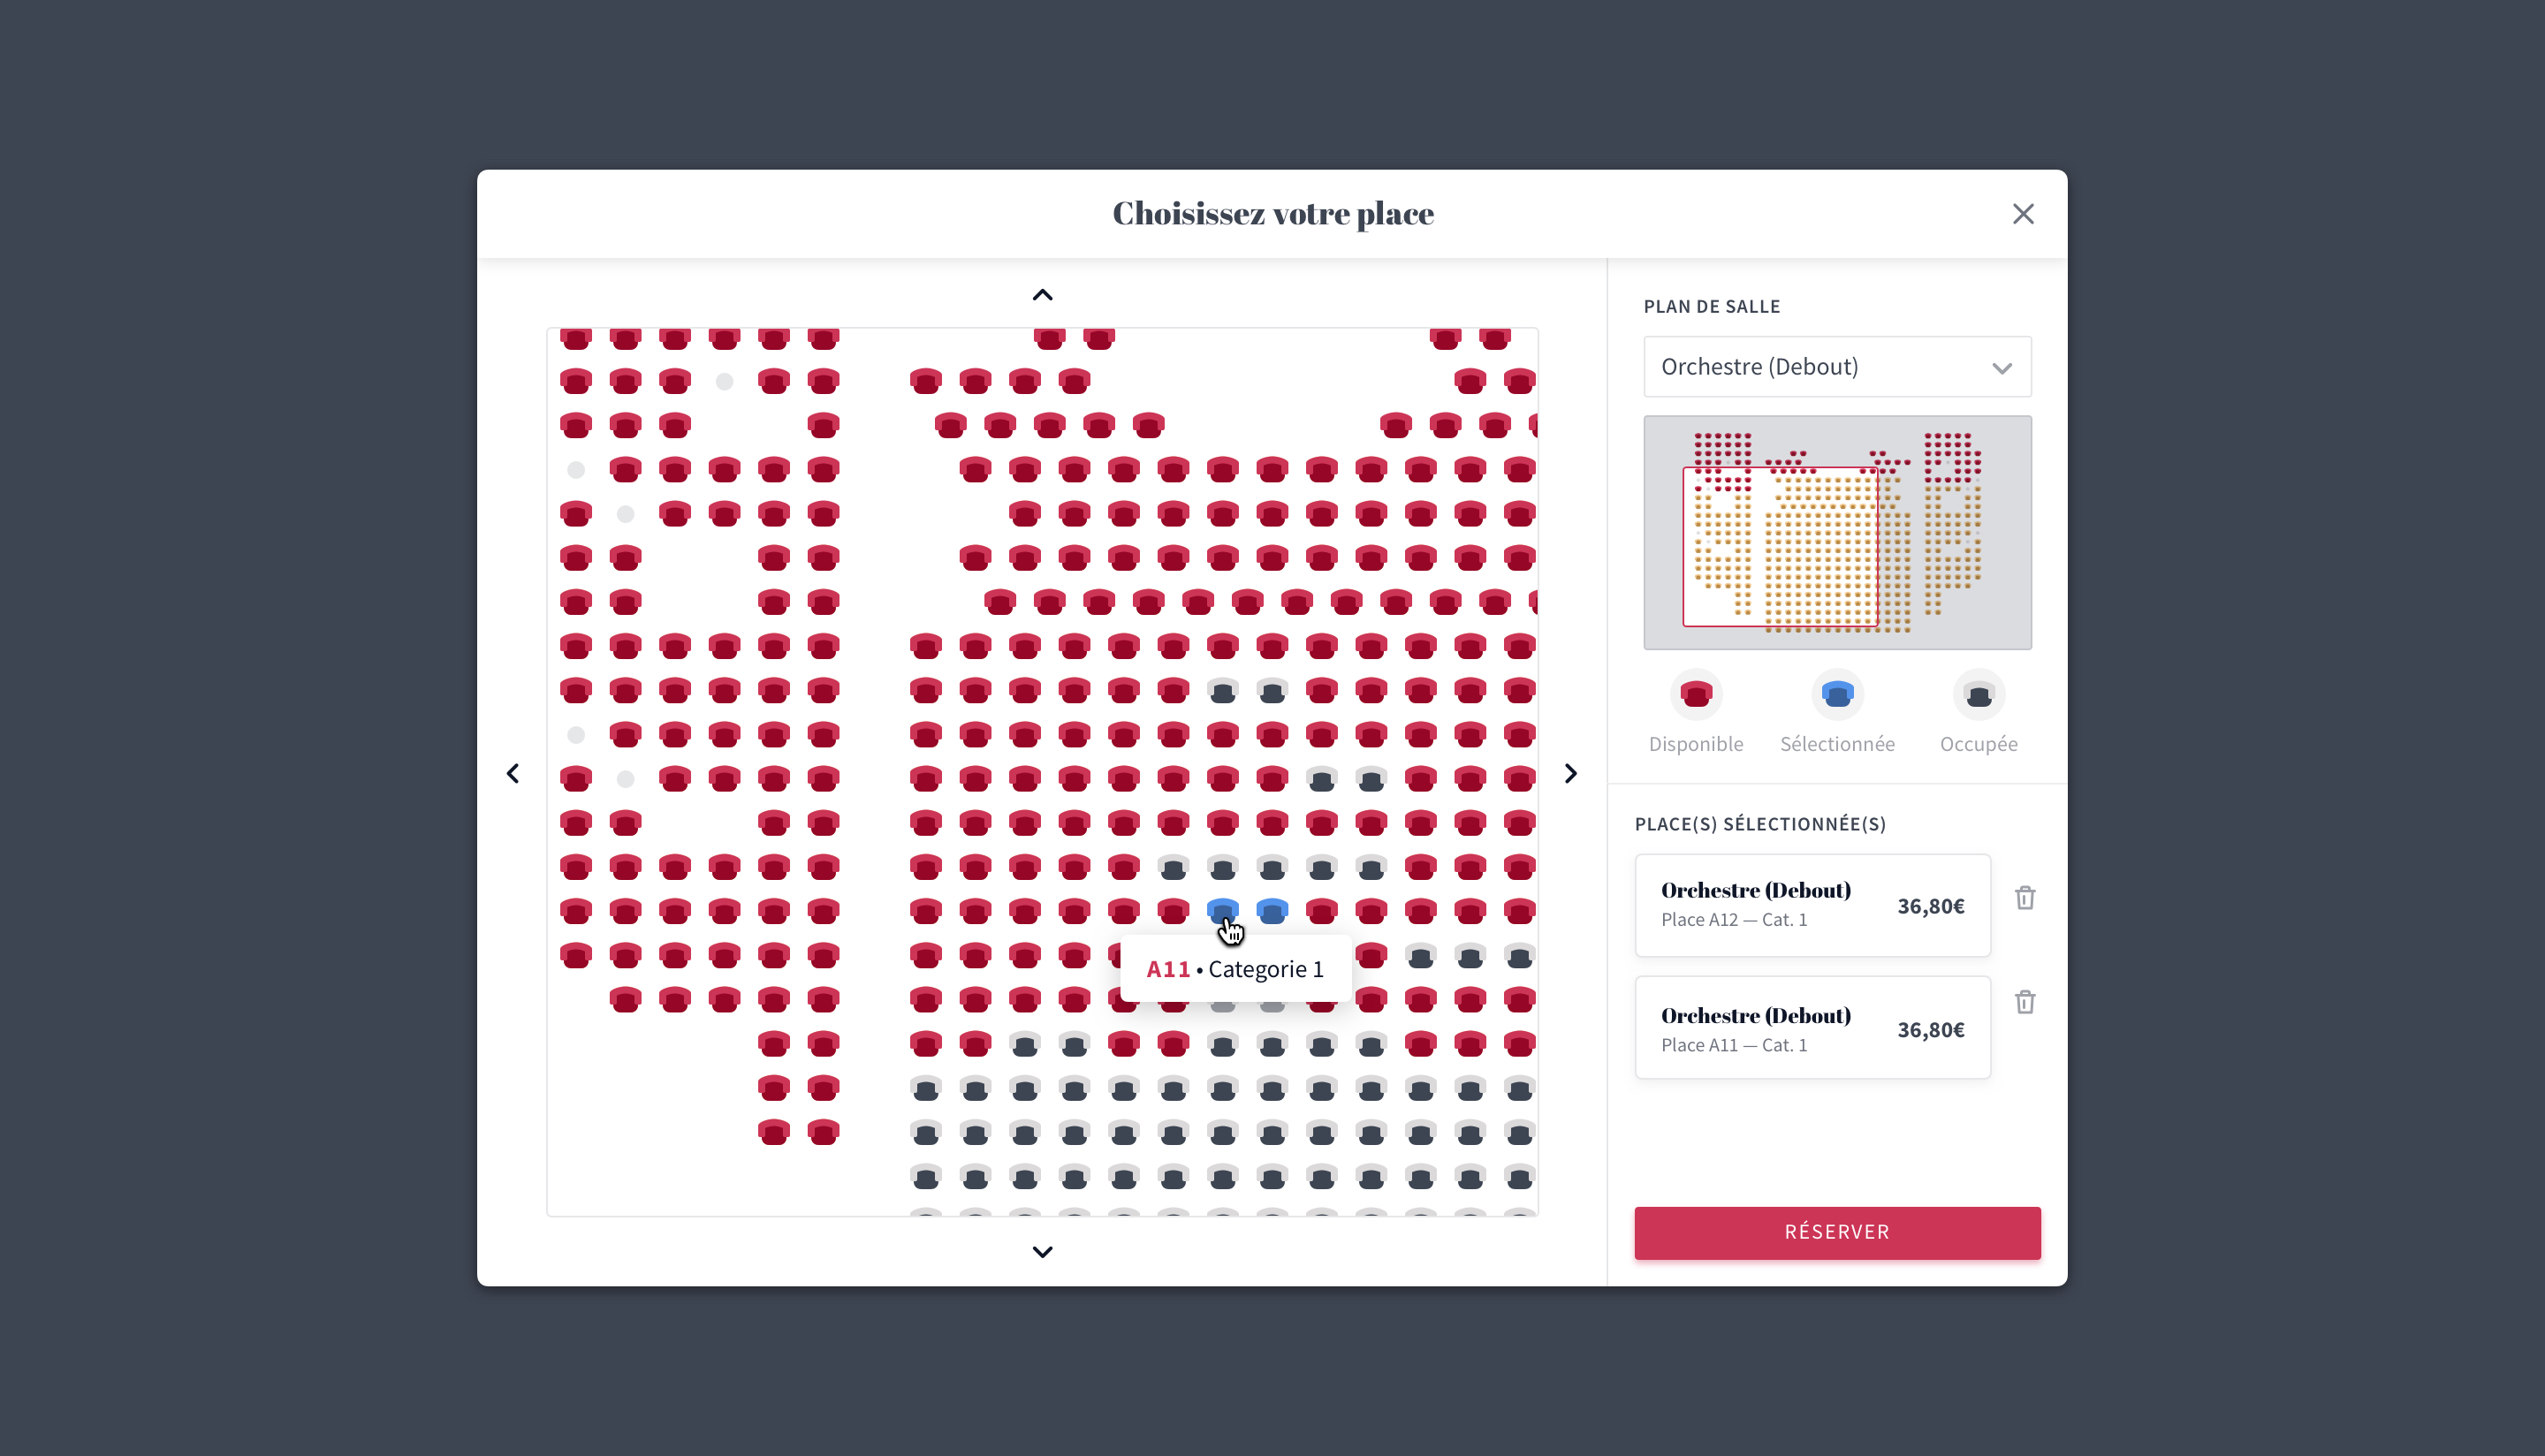 Choisissez votre place
PLAN DE SALLE
Orchestre (Debout)
Disponible
Sélectionnée
Occupée
PLACE(S) SÉLECTIONNÉE(S)
Orchestre (Debout)
Place A12 — Cat. 1
36,80€
Orchestre (Debout)
Place A11 — Cat. 1
36,80€
A11 • Categorie 1
RÉSERVER